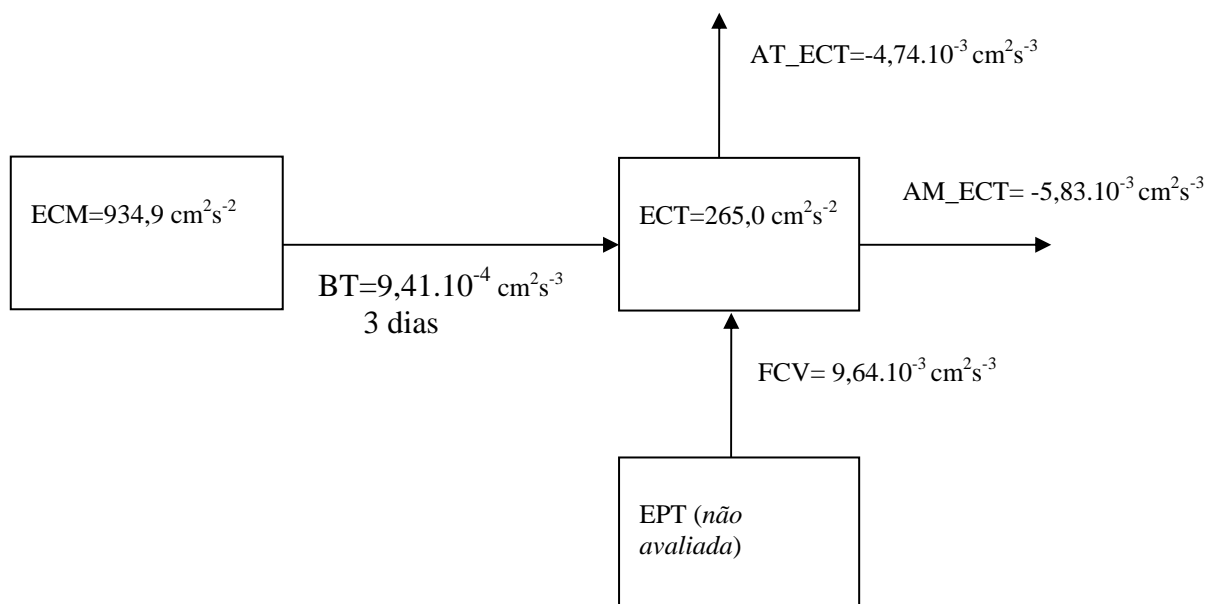 AT_ECT=-4,74.10⁻³ cm²s⁻³
ECM=934,9 cm²s⁻²
ECT=265,0 cm²s⁻²
AM_ECT= -5,83.10⁻³ cm²s⁻³
BT=9,41.10⁻⁴ cm²s⁻³
3 dias
FCV= 9,64.10⁻³ cm²s⁻³
EPT (não
avaliada)